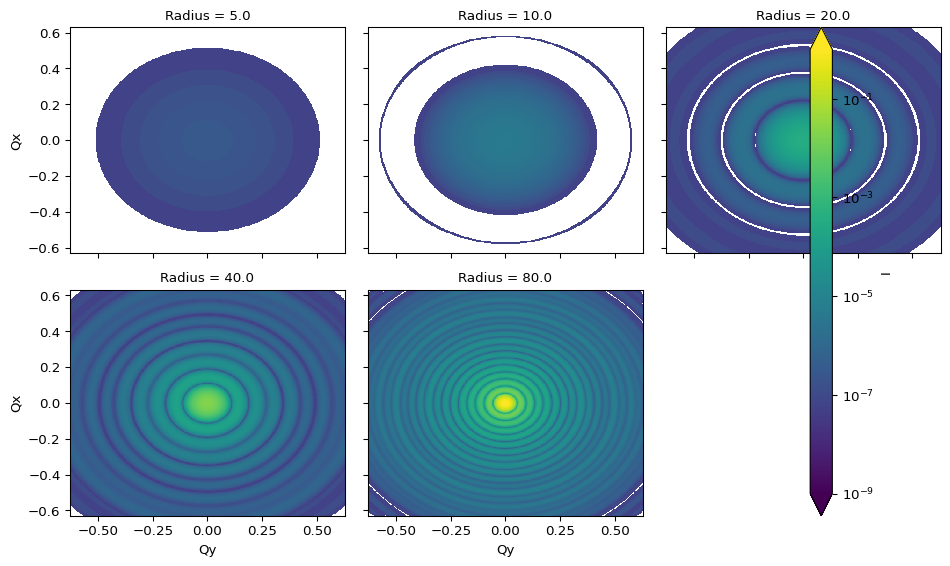 Radius = 5.0
Radius = 10.0
Radius = 20.0
0.6
0.4
0.2
0.0
−0.2
−0.4
−0.6
Qx
10⁻¹
10⁻³
10⁻⁵
10⁻⁷
10⁻⁹
I
Radius = 40.0
Radius = 80.0
0.6
0.4
0.2
0.0
−0.2
−0.4
−0.6
Qx
−0.50
−0.25
0.00
0.25
0.50
Qy
−0.50
−0.25
0.00
0.25
0.50
Qy